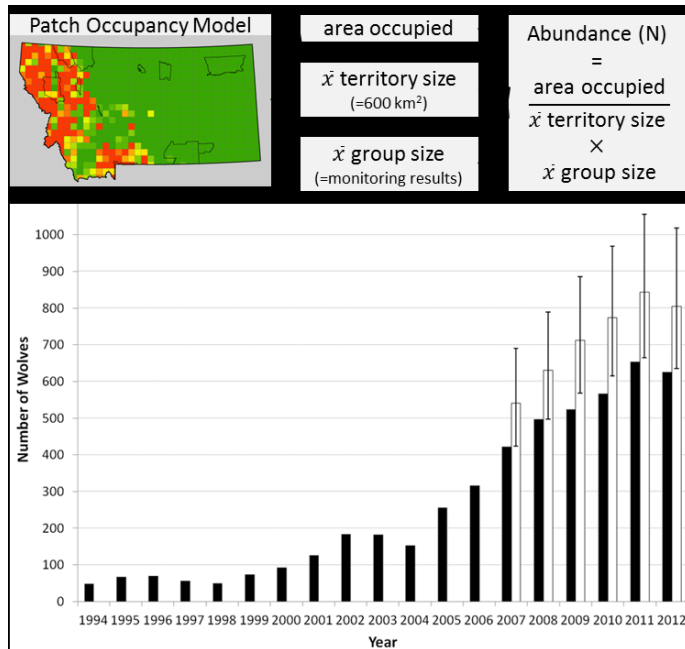 Patch Occupancy Model
area occupied
x̄ territory size
(=600 km²)
x̄ group size
(=monitoring results)
Abundance (N)
=
area occupied
x̄ territory size
×
x̄ group size
1000
900
800
700
600
500
400
300
200
100
0
Number of Wolves
1994 1995 1996 1997 1998 1999 2000 2001 2002 2003 2004 2005 2006 2007 2008 2009 2010 2011 2012
Year